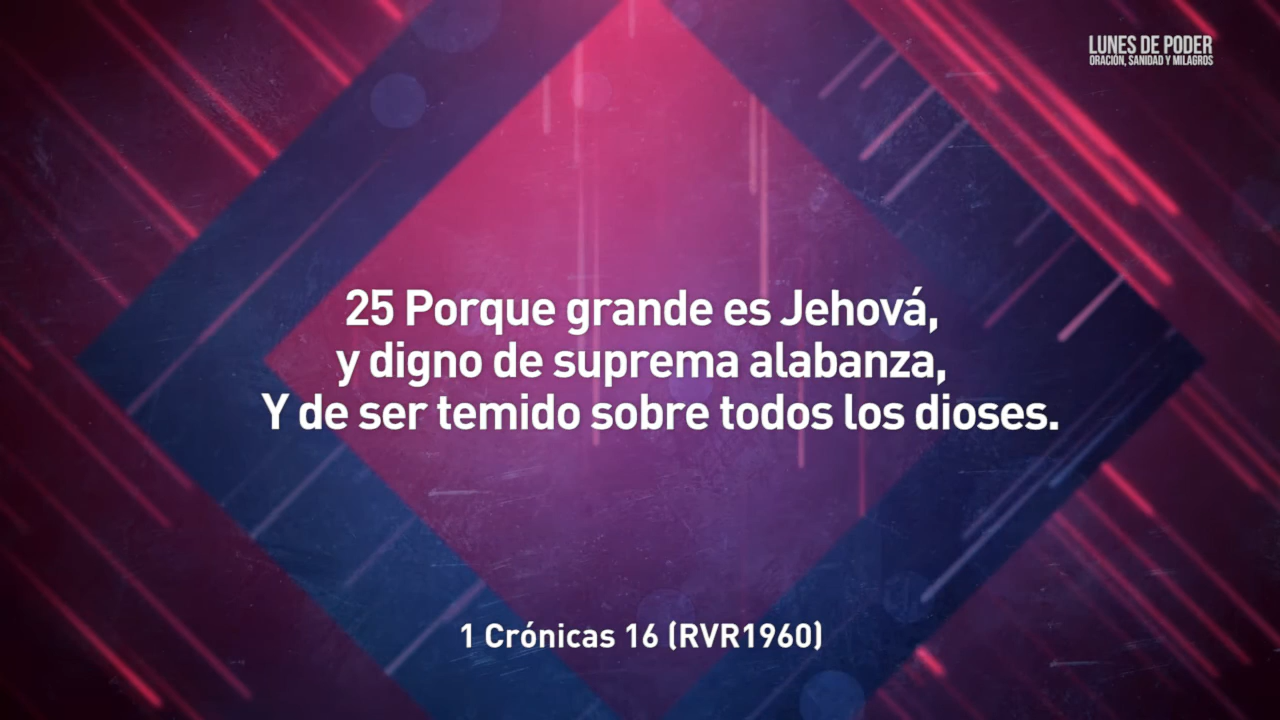 LUNES DE PODER
ORACIÓN, SANIDAD Y MILAGROS
25 Porque grande es Jehová,
y digno de suprema alabanza,
Y de ser temido sobre todos los dioses.
1 Crónicas 16 (RVR1960)